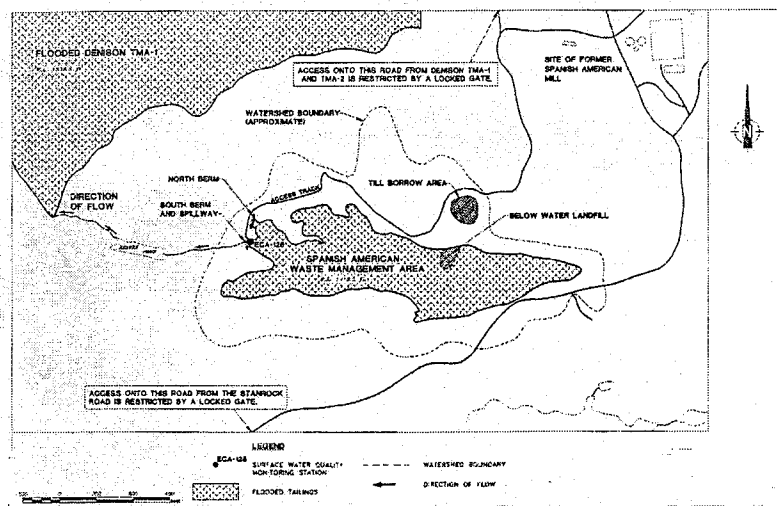 FLOODED DENISON TMA-1
ACCESS ONTO THIS ROAD FROM DENISON TMA-1
AND TMA-2 IS RESTRICTED BY A LOCKED GATE.
SITE OF FORMER
SPANISH AMERICAN
MILL
WATERSHED BOUNDARY
(APPROXIMATE)
NORTH BERM
ACCESS TRACK
TILL BORROW AREA
DIRECTION
OF FLOW
SOUTH BERM
AND SPILLWAY
BELOW WATER LANDFILL
ECA-128
SPANISH AMERICAN
WASTE MANAGEMENT AREA
ACCESS ONTO THIS ROAD FROM THE STANROCK
ROAD IS RESTRICTED BY A LOCKED GATE.
LEGEND
ECA-128
SURFACE WATER QUALITY
MONITORING STATION
WATERSHED BOUNDARY
FLOODED TAILINGS
DIRECTION OF FLOW